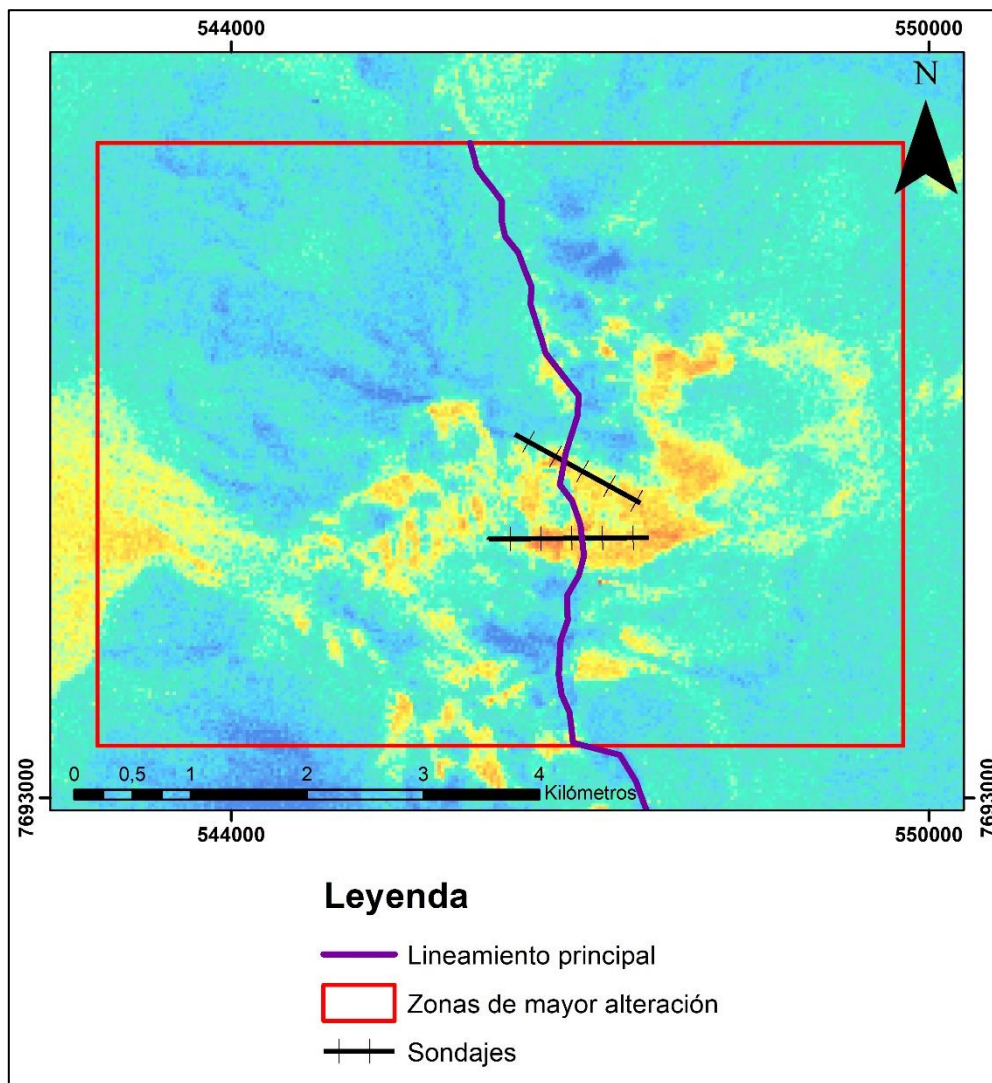 544000 550000
N
7693000
0 0,5 1 2 3 4
Kilómetros
7693000
544000 550000
Leyenda
Lineamiento principal
Zonas de mayor alteración
Sondajes